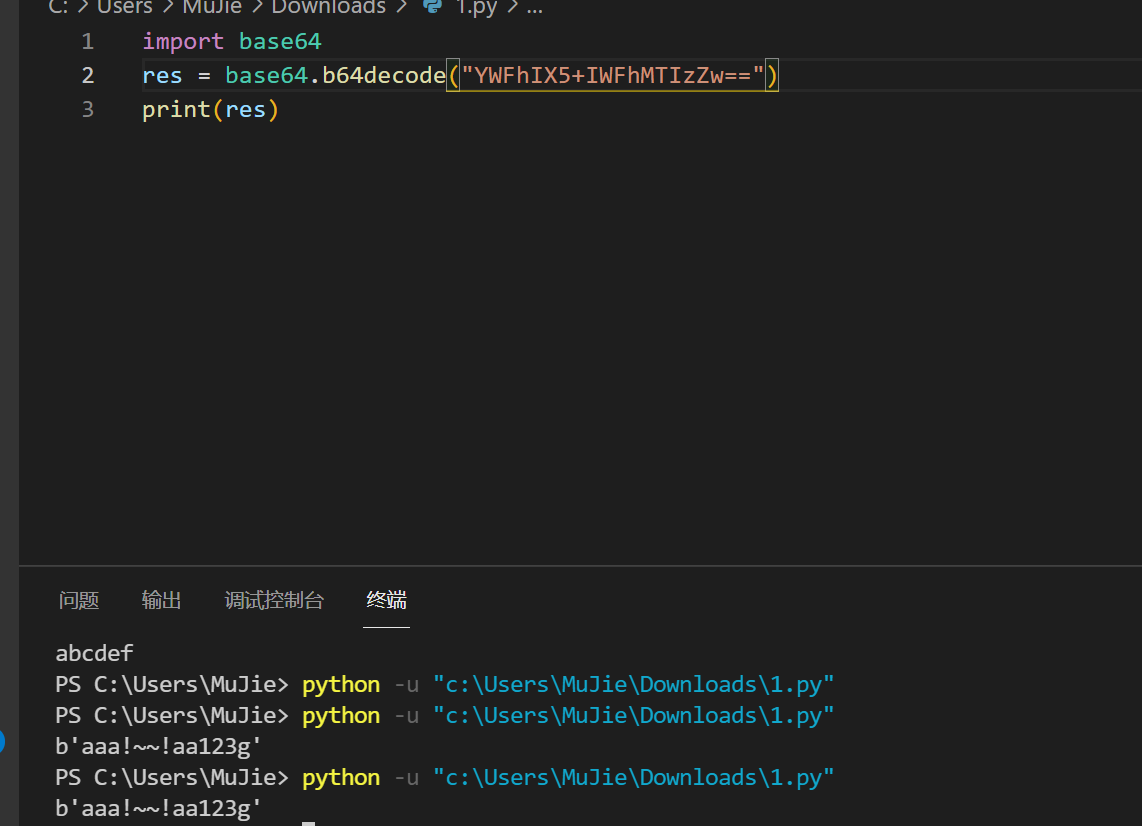 C: > Users > MuJie > Downloads > 1.py > ...
1 import base64
2 res = base64.b64decode("YWFhIX5+IWFhMTIzZw==")
3 print(res)
问题 输出 调试控制台 终端
abcdef
PS C:\Users\MuJie> python -u "c:\Users\MuJie\Downloads\1.py"
PS C:\Users\MuJie> python -u "c:\Users\MuJie\Downloads\1.py"
b'aaa!~~!aa123g'
PS C:\Users\MuJie> python -u "c:\Users\MuJie\Downloads\1.py"
b'aaa!~~!aa123g'